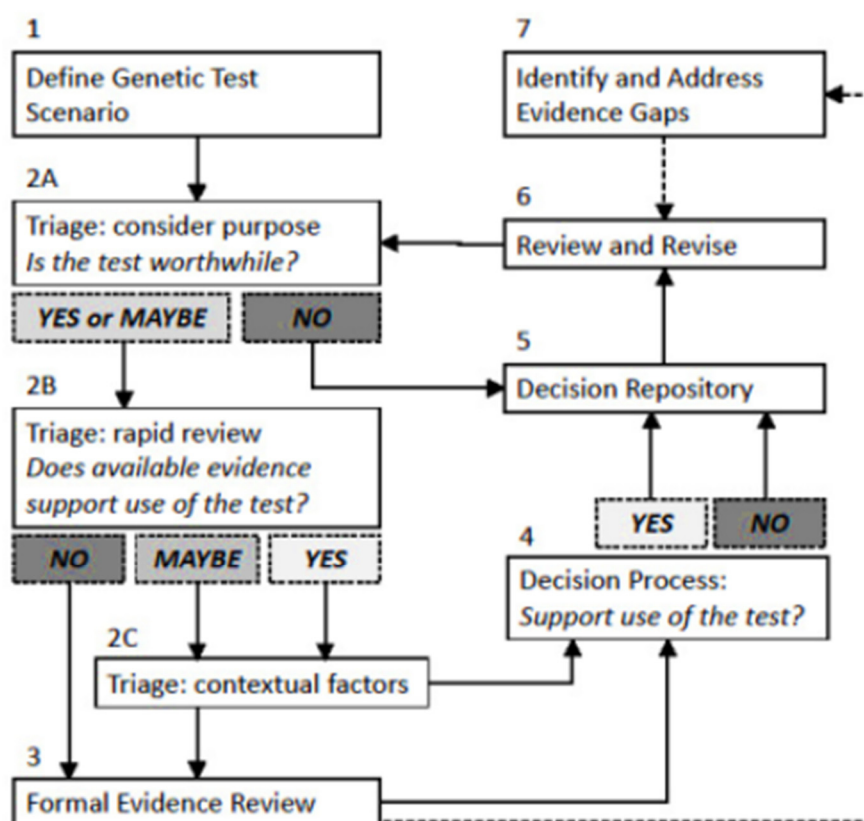 1
Define Genetic Test
Scenario
2A
Triage: consider purpose
Is the test worthwhile?
YES or MAYBE
NO
2B
Triage: rapid review
Does available evidence
support use of the test?
NO
MAYBE
YES
2C
Triage: contextual factors
3
Formal Evidence Review
7
Identify and Address
Evidence Gaps
6
Review and Revise
5
Decision Repository
YES
NO
4
Decision Process:
Support use of the test?